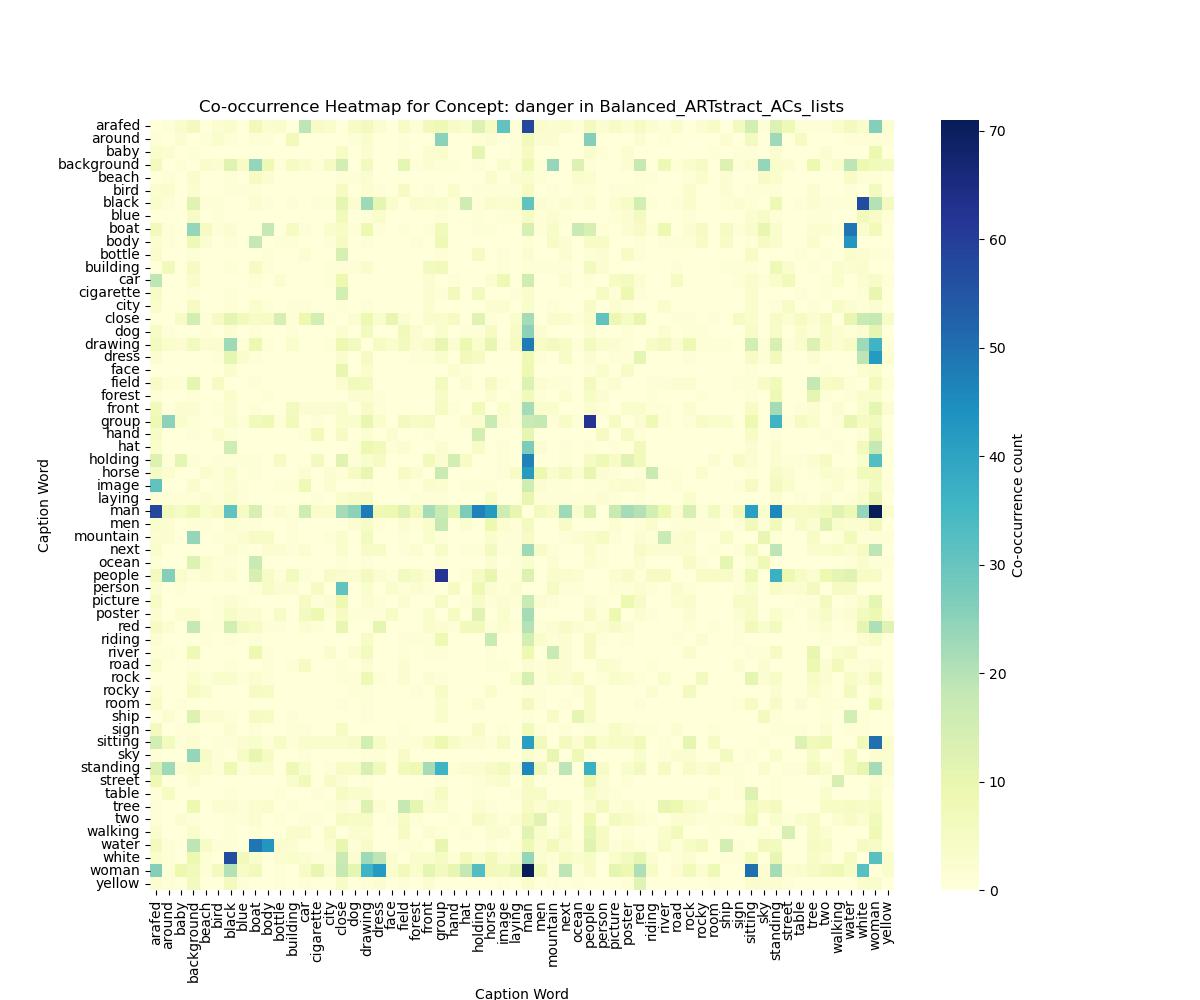 Co-occurrence Heatmap for Concept: danger in Balanced_ARTstract_ACs_lists
Caption Word
arafed
around
baby
background
beach
bird
black
blue
boat
body
bottle
building
car
cigarette
city
close
dog
drawing
dress
face
field
forest
front
group
hand
hat
holding
horse
image
laying
man
men
mountain
next
ocean
people
person
picture
poster
red
riding
river
road
rock
rocky
room
ship
sign
sitting
sky
standing
street
table
tree
two
walking
water
white
woman
yellow
arafed
around
baby
background
beach
bird
black
blue
boat
body
bottle
building
car
cigarette
city
close
dog
drawing
dress
face
field
forest
front
group
hand
hat
holding
horse
image
laying
man
men
mountain
next
ocean
people
person
picture
poster
red
riding
river
road
rock
rocky
room
ship
sign
sitting
sky
standing
street
table
tree
two
walking
water
white
woman
yellow
Caption Word
70
60
50
40
30
20
10
0
Co-occurrence count